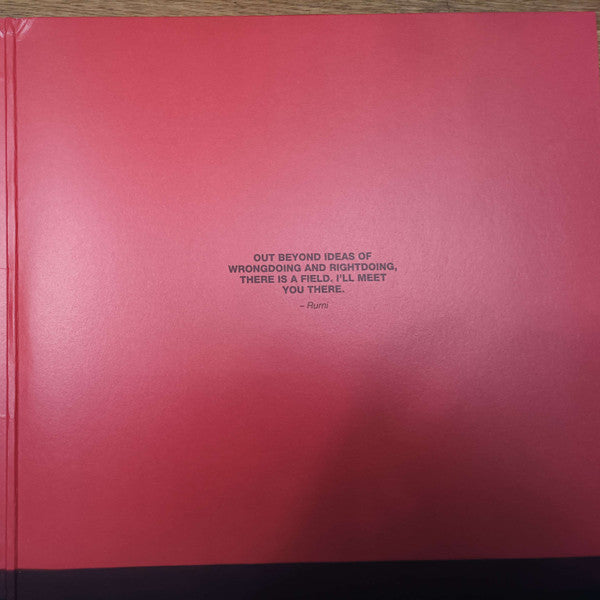 OUT BEYOND IDEAS OF
WRONGDOING AND RIGHTDOING,
THERE IS A FIELD. I'LL MEET
YOU THERE.
– Rumi